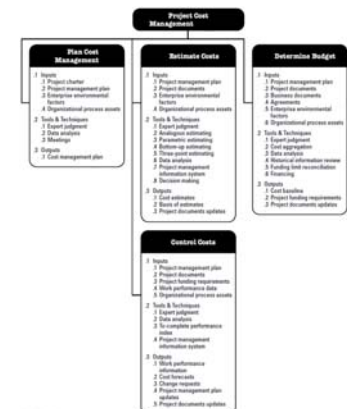 Project Cost
Management
Plan Cost
Management
.1 Inputs
.1 Project charter
.2 Project management plan
.3 Enterprise environmental
factors
.4 Organizational process assets
.2 Tools & Techniques
.1 Expert judgment
.2 Data analysis
.3 Meetings
.3 Outputs
.1 Cost management plan
Estimate Costs
.1 Inputs
.1 Project management plan
.2 Project documents
.3 Enterprise environmental
factors
.4 Organizational process assets
.2 Tools & Techniques
.1 Expert judgment
.2 Analogous estimating
.3 Parametric estimating
.4 Bottom-up estimating
.5 Three-point estimating
.6 Data analysis
.7 Project management
information system
.8 Decision making
.3 Outputs
.1 Cost estimates
.2 Basis of estimates
.3 Project documents updates
Determine Budget
.1 Inputs
.1 Project management plan
.2 Project documents
.3 Business documents
.4 Agreements
.5 Enterprise environmental
factors
.6 Organizational process assets
.2 Tools & Techniques
.1 Expert judgment
.2 Cost aggregation
.3 Data analysis
.4 Historical information review
.5 Funding limit reconciliation
.6 Financing
.3 Outputs
.1 Cost baseline
.2 Project funding requirements
.3 Project documents updates
Control Costs
.1 Inputs
.1 Project management plan
.2 Project documents
.3 Project funding requirements
.4 Work performance data
.5 Organizational process assets
.2 Tools & Techniques
.1 Expert judgment
.2 Data analysis
.3 To-complete performance
index
.4 Project management
information system
.3 Outputs
.1 Work performance
information
.2 Cost forecasts
.3 Change requests
.4 Project management plan
updates
.5 Project documents updates